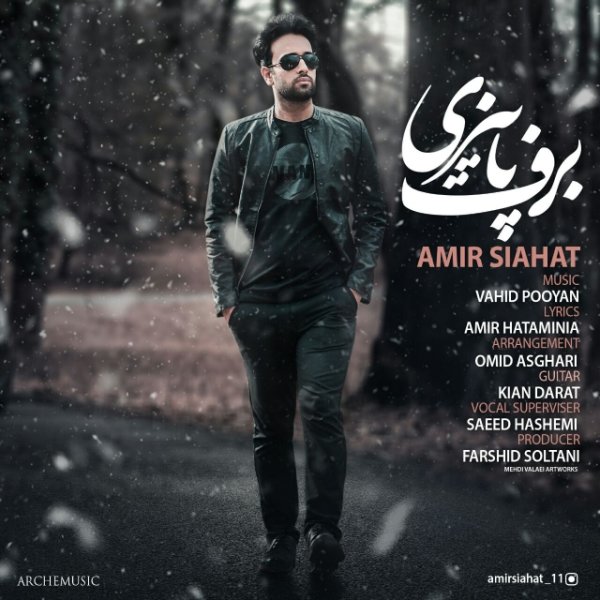 برف پاییزی
AMIR SIAHAT
MUSIC
VAHID POOYAN
LYRICS
AMIR HATAMINIA
ARRANGEMENT
OMID ASGHARI
GUITAR
KIAN DARAT
VOCAL SUPERVISER
SAEED HASHEMI
PRODUCER
FARSHID SOLTANI
MEHDI VALAEI ARTWORKS
ARCHEMUSIC
amirsiahat_11